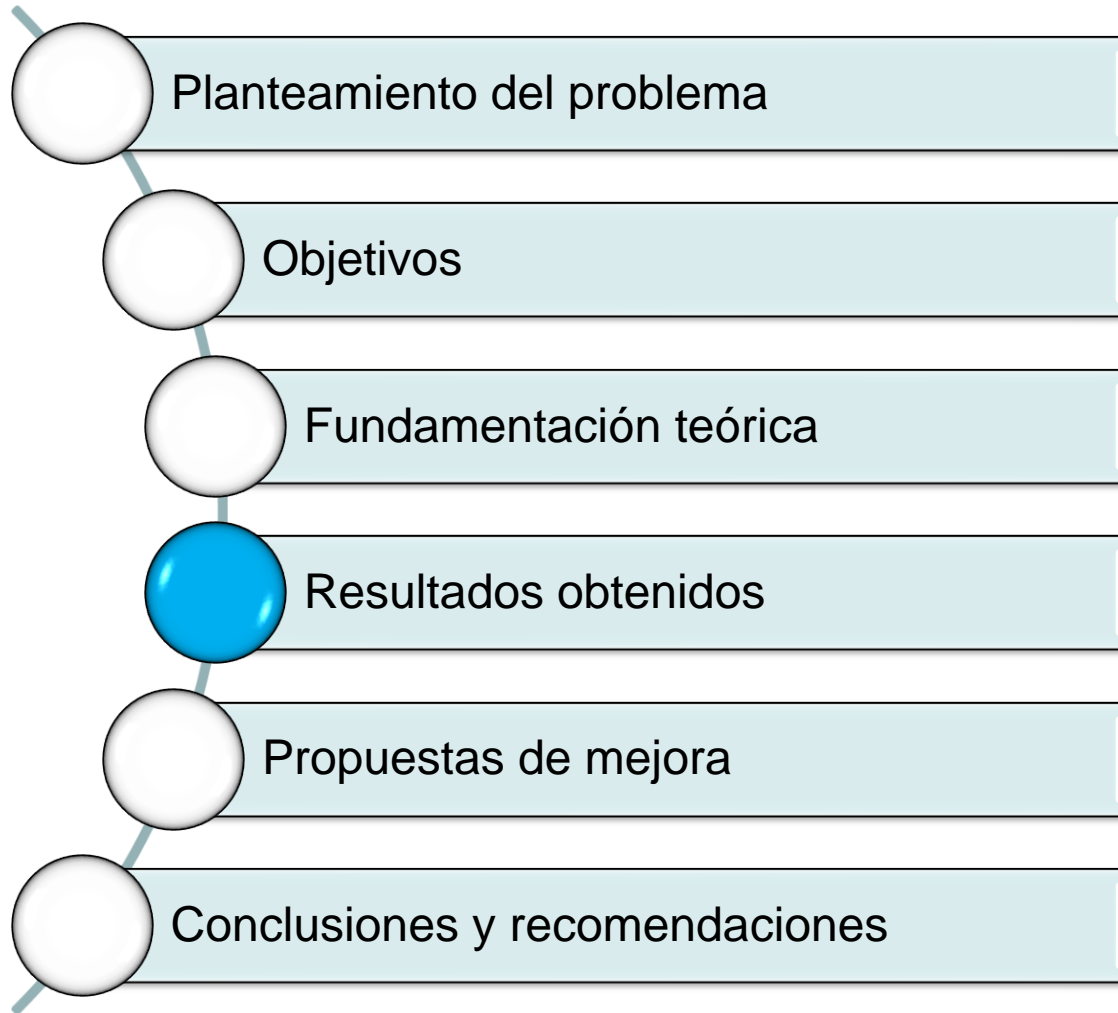 Planteamiento del problema
Objetivos
Fundamentación teórica
Resultados obtenidos
Propuestas de mejora
Conclusiones y recomendaciones